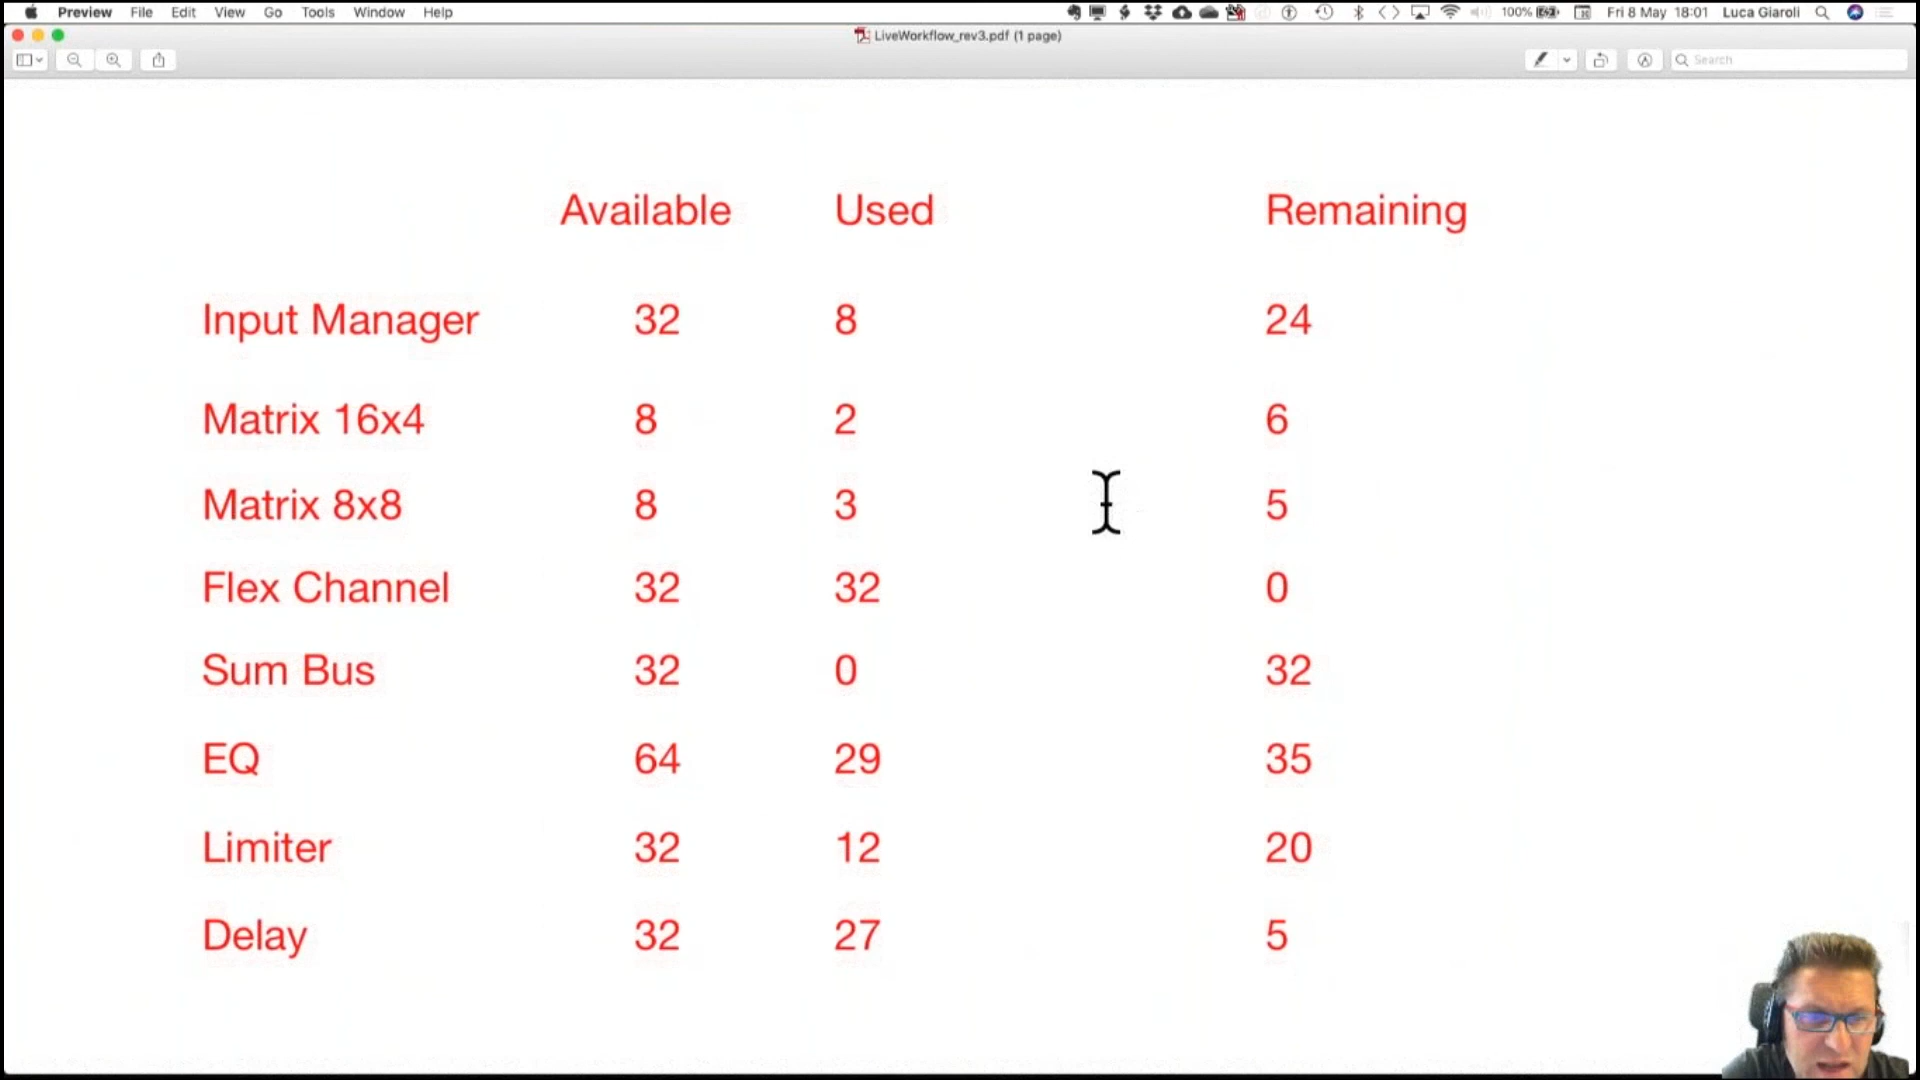 Preview File Edit View Go Tools Window Help 100% Fri 8 May 18:01 Luca Giaroli
LiveWorkflow_rev3.pdf (1 page)
Search
Available Used Remaining
Input Manager 32 8 24
Matrix 16x4 8 2 6
Matrix 8x8 8 3 5
Flex Channel 32 32 0
Sum Bus 32 0 32
EQ 64 29 35
Limiter 32 12 20
Delay 32 27 5